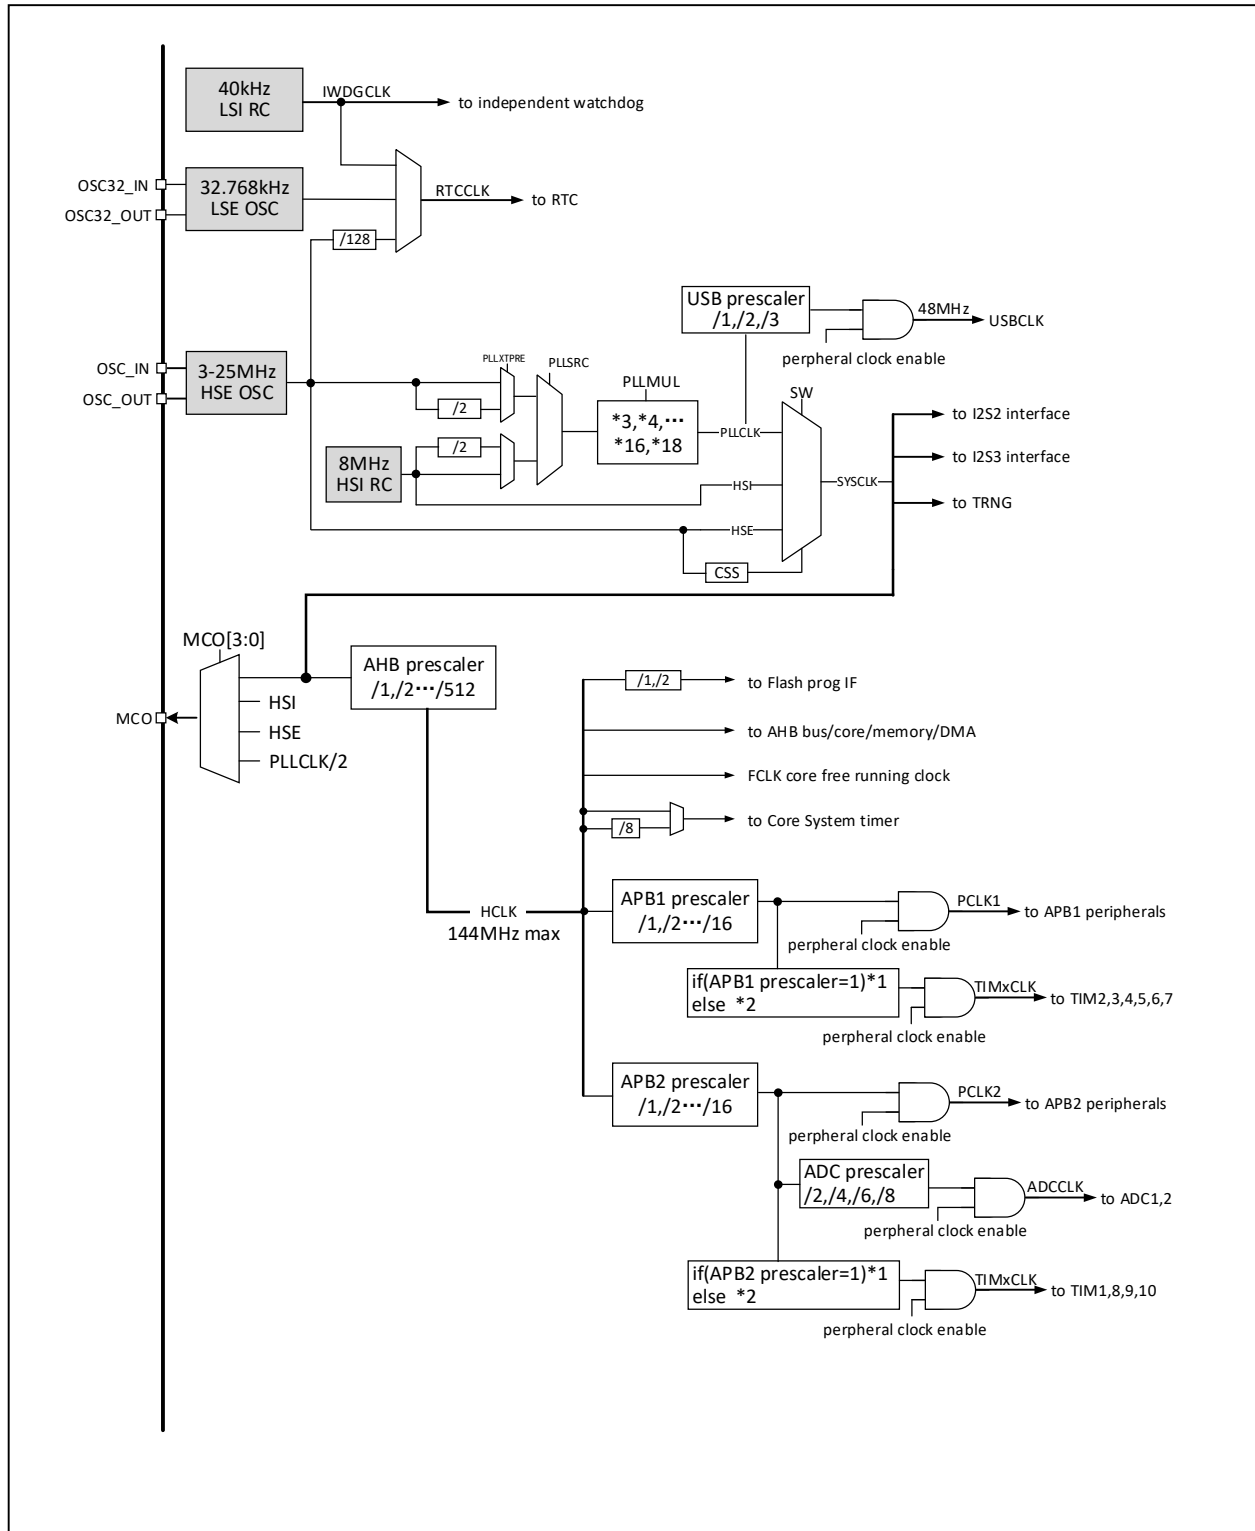 40kHz
LSI RC
IWDGCLK
to independent watchdog
OSC32_IN
OSC32_OUT
32.768kHz
LSE OSC
RTCCLK
to RTC
/128
USB prescaler
/1,/2,/3
48MHz
USBCLK
perpheral clock enable
OSC_IN
OSC_OUT
3-25MHz
HSE OSC
PLLXTPRE
PLLSRC
/2
PLLMUL
*3,*4,···
*16,*18
PLLCLK
SW
/2
8MHz
HSI RC
HSI
HSE
CSS
SYSCLK
to I2S2 interface
to I2S3 interface
to TRNG
MCO[3:0]
MCO
HSI
HSE
PLLCLK/2
AHB prescaler
/1,/2···/512
/1,/2
to Flash prog IF
to AHB bus/core/memory/DMA
FCLK core free running clock
/8
to Core System timer
HCLK
144MHz max
APB1 prescaler
/1,/2···/16
PCLK1
to APB1 peripherals
perpheral clock enable
if(APB1 prescaler=1)*1
else *2
TIMxCLK
to TIM2,3,4,5,6,7
perpheral clock enable
APB2 prescaler
/1,/2···/16
PCLK2
to APB2 peripherals
perpheral clock enable
ADC prescaler
/2,/4,/6,/8
ADCCLK
to ADC1,2
perpheral clock enable
if(APB2 prescaler=1)*1
else *2
TIMxCLK
to TIM1,8,9,10
perpheral clock enable